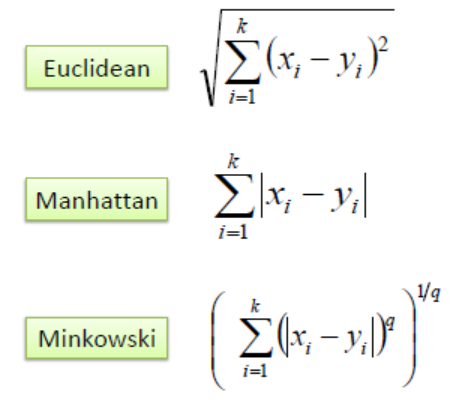 Euclidean √(∑_{i=1}^{k} (x_i − y_i)^2)
Manhattan ∑_{i=1}^{k} |x_i − y_i|
Minkowski (∑_{i=1}^{k} (|x_i − y_i|)^q)^{1/q}